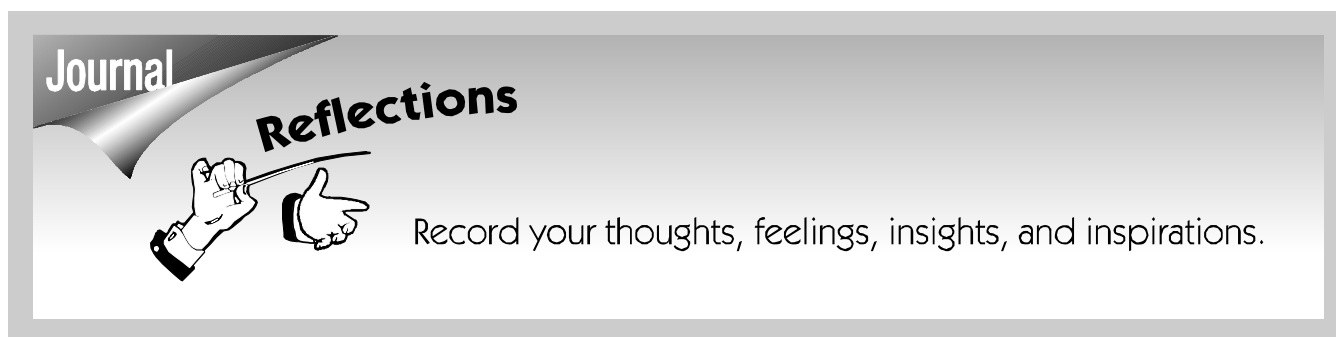 Journal
Reflections
Record your thoughts, feelings, insights, and inspirations.